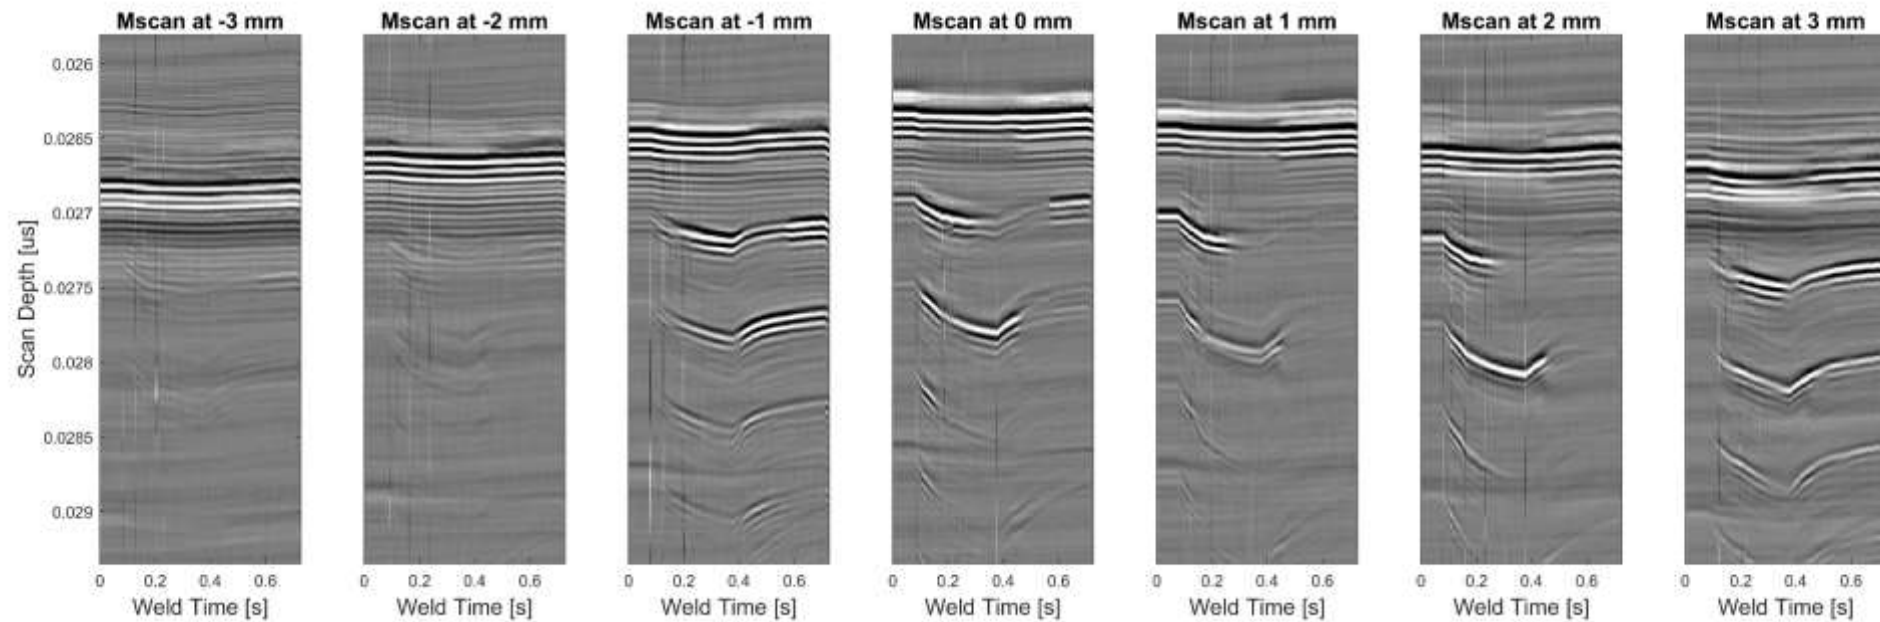 Mscan at -3 mm
Mscan at -2 mm
Mscan at -1 mm
Mscan at 0 mm
Mscan at 1 mm
Mscan at 2 mm
Mscan at 3 mm
Scan Depth [us]
0.026
0.0265
0.027
0.0275
0.028
0.0285
0.029
0 0.2 0.4 0.6
0 0.2 0.4 0.6
0 0.2 0.4 0.6
0 0.2 0.4 0.6
0 0.2 0.4 0.6
0 0.2 0.4 0.6
0 0.2 0.4 0.6
Weld Time [s]
Weld Time [s]
Weld Time [s]
Weld Time [s]
Weld Time [s]
Weld Time [s]
Weld Time [s]